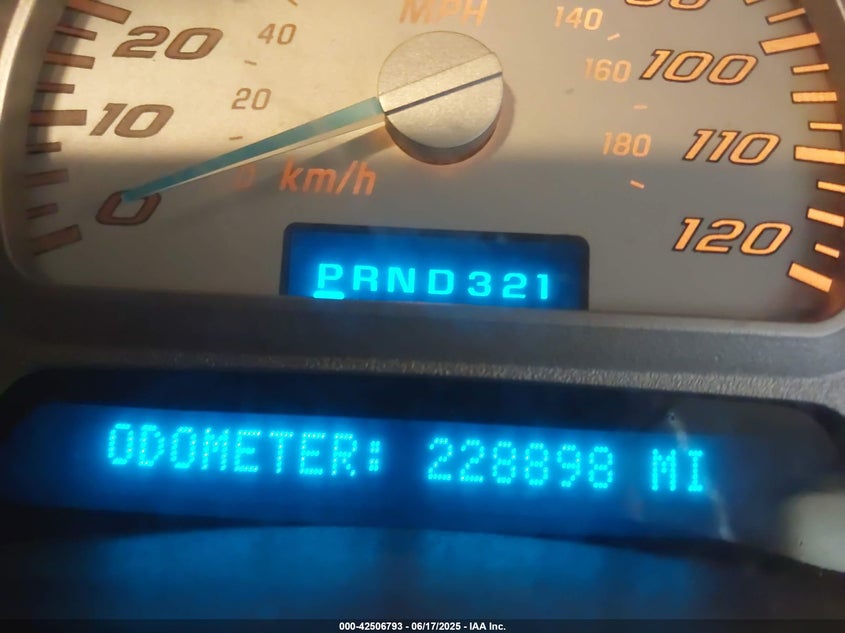 MPH
20 40 140 160 100
10 20 180 110
0 km/h 120
PRND321
ODOMETER: 228898 MI
000-42506793 - 06/17/2025 - IAA Inc.